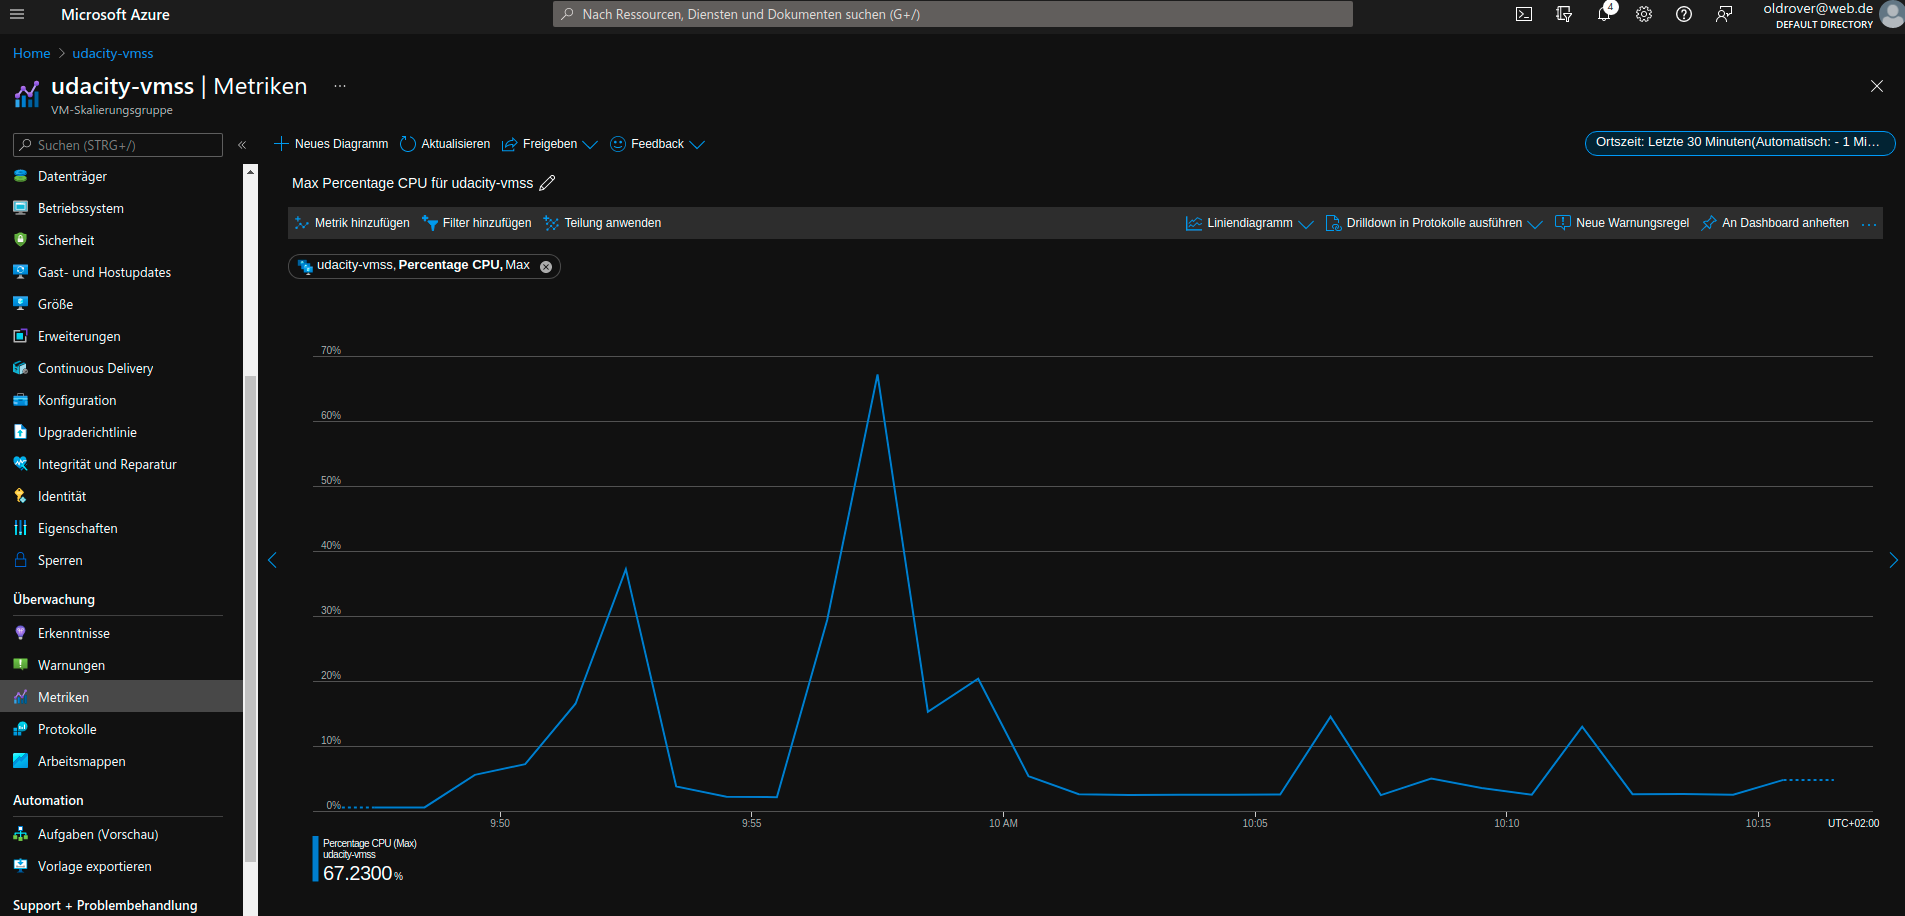 Microsoft Azure
Nach Ressourcen, Diensten und Dokumenten suchen (G+/)
4
oldrover@web.de
DEFAULT DIRECTORY
Home > udacity-vmss
udacity-vmss | Metriken ...
VM-Skalierungsgruppe
Suchen (STRG+/)
«
Datenträger
Betriebssystem
Sicherheit
Gast- und Hostupdates
Größe
Erweiterungen
Continuous Delivery
Konfiguration
Upgraderichtlinie
Integrität und Reparatur
Identität
Eigenschaften
Sperren
Überwachung
Erkenntnisse
Warnungen
Metriken
Protokolle
Arbeitsmappen
Automation
Aufgaben (Vorschau)
Vorlage exportieren
Support + Problembehandlung
Neues Diagramm Aktualisieren Freigeben Feedback
Ortszeit: Letzte 30 Minuten(Automatisch: - 1 Mi...
Max Percentage CPU für udacity-vmss
Metrik hinzufügen Filter hinzufügen Teilung anwenden Liniendiagramm Drilldown in Protokolle ausführen Neue Warnungsregel An Dashboard anheften ...
udacity-vmss, Percentage CPU, Max
70%
60%
50%
40%
30%
20%
10%
0%
9:50 9:55 10 AM 10:05 10:10 10:15 UTC+02:00
Percentage CPU (Max)
udacity-vmss
67.2300 %